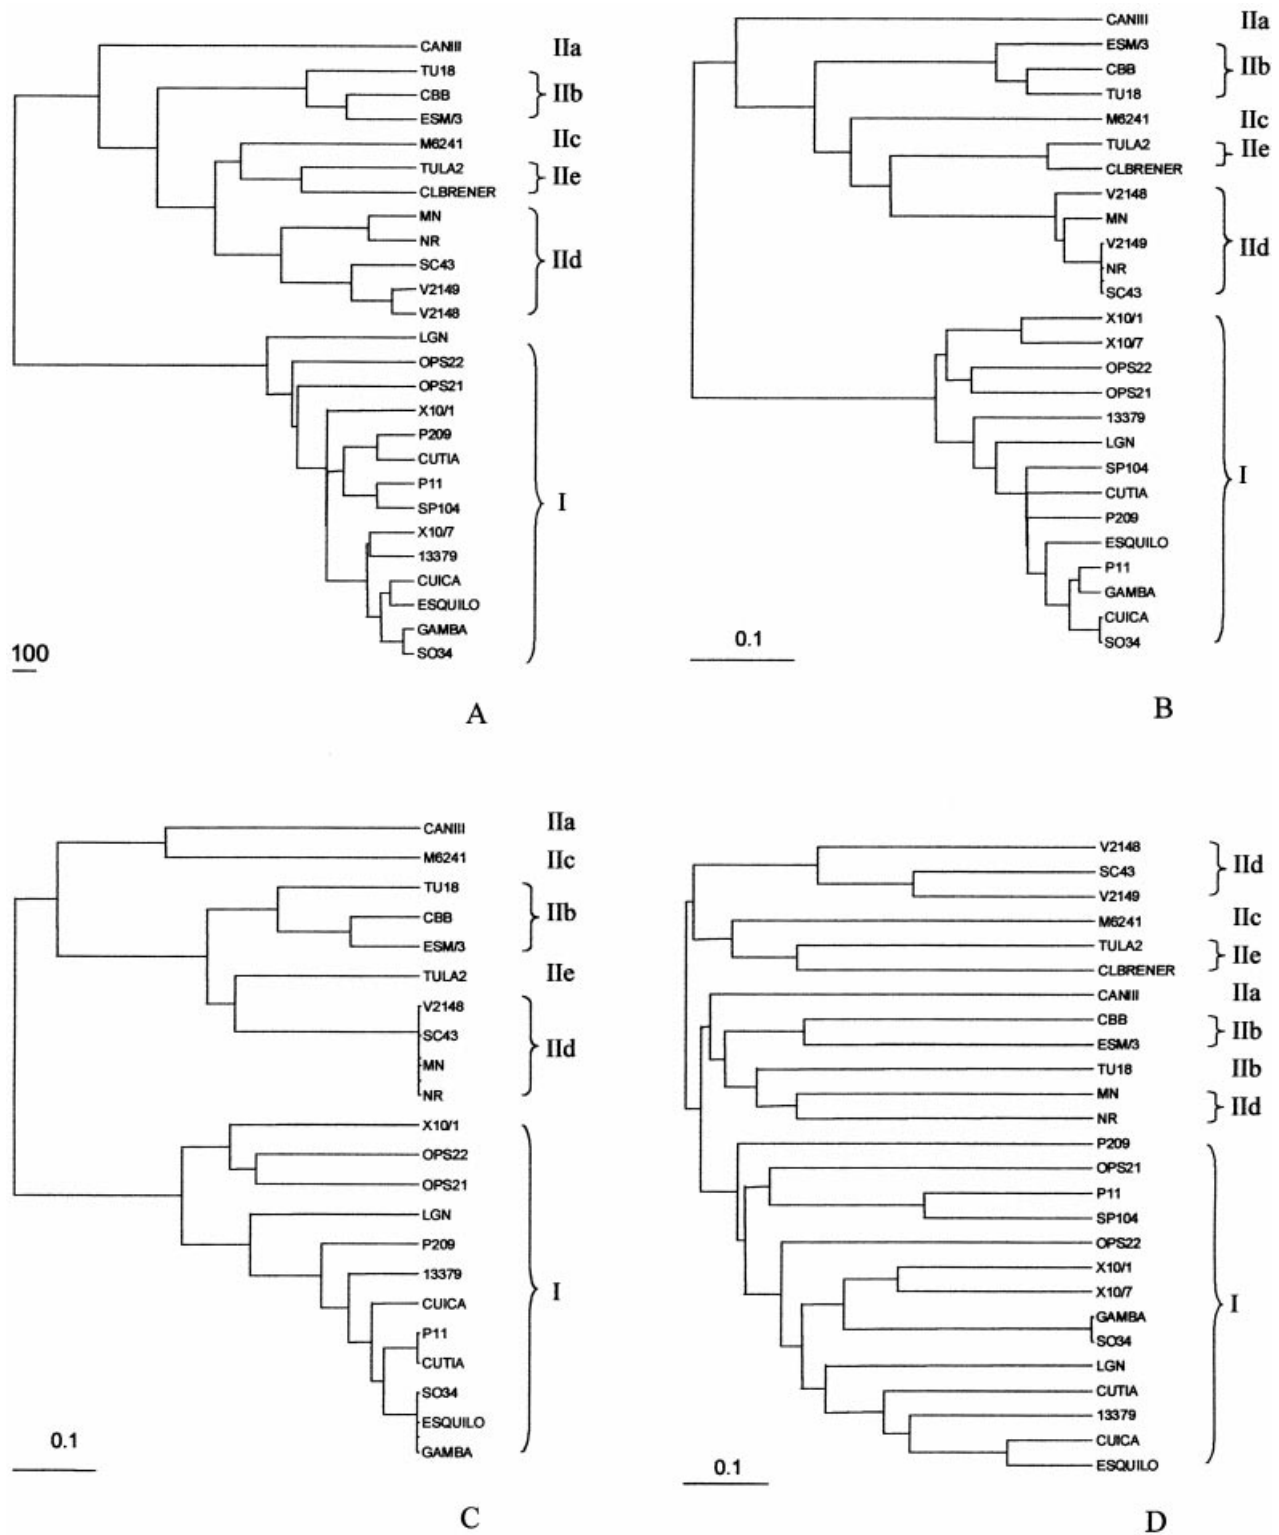 CANIII IIa
TU18
CBB IIb
ESM/3
M6241 IIc
TULA2 IIe
CLBRENER
MN
NR
SC43 IId
V2149
V2148
LGN
OPS22
OPS21
X10/1
P209
CUTIA
P11
SP104 I
X10/7
13379
CUICA
ESQUILO
GAMBA
SO34
100
A
CANIII IIa
ESM/3
CBB IIb
TU18
M6241 IIc
TULA2 IIe
CLBRENER
V2148
MN
V2149 IId
NR
SC43
X10/1
X10/7
OPS22
OPS21
13379
LGN
SP104 I
CUTIA
P209
ESQUILO
P11
GAMBA
CUICA
SO34
0.1
B
CANIII IIa
M6241 IIc
TU18
CBB IIb
ESM/3
TULA2 IIe
V2148
SC43 IId
MN
NR
X10/1
OPS22
OPS21
LGN
P209
13379 I
CUICA
P11
CUTIA
SO34
ESQUILO
GAMBA
0.1
C
V2148
SC43 IId
V2149
M6241 IIc
TULA2 IIe
CLBRENER
CANIII IIa
CBB IIb
ESM/3
TU18 IIb
MN IId
NR
P209
OPS21
P11
SP104
OPS22
X10/1
X10/7
GAMBA I
SO34
LGN
CUTIA
13379
CUICA
ESQUILO
0.1
D